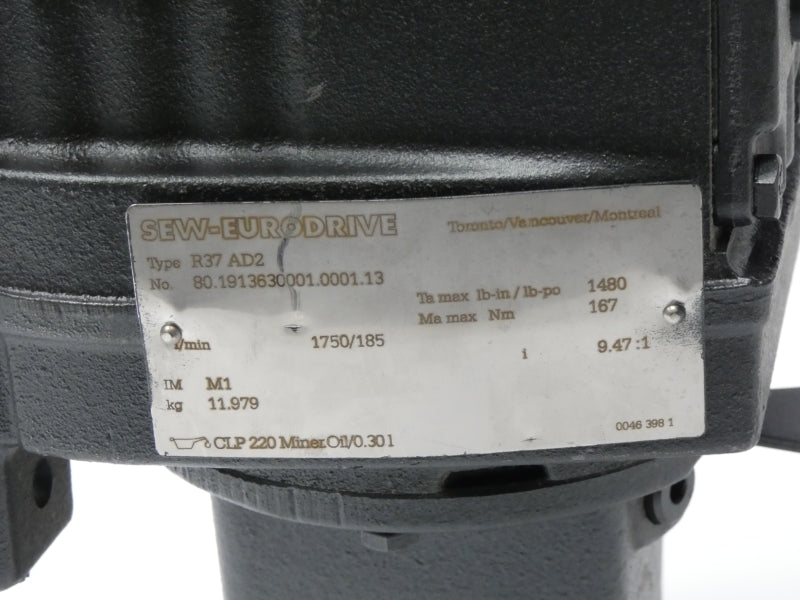 SEW-EURODRIVE Toronto/Vancouver/Montreal
Type R37 AD2
No. 80.1913630001.0001.13
Ta max lb-in / lb-po 1480
Ma max Nm 167
/min 1750/185
i 9.47 :1
IM M1
kg 11.979
CLP 220 Miner.Oil/0.30 l
0046 398 1